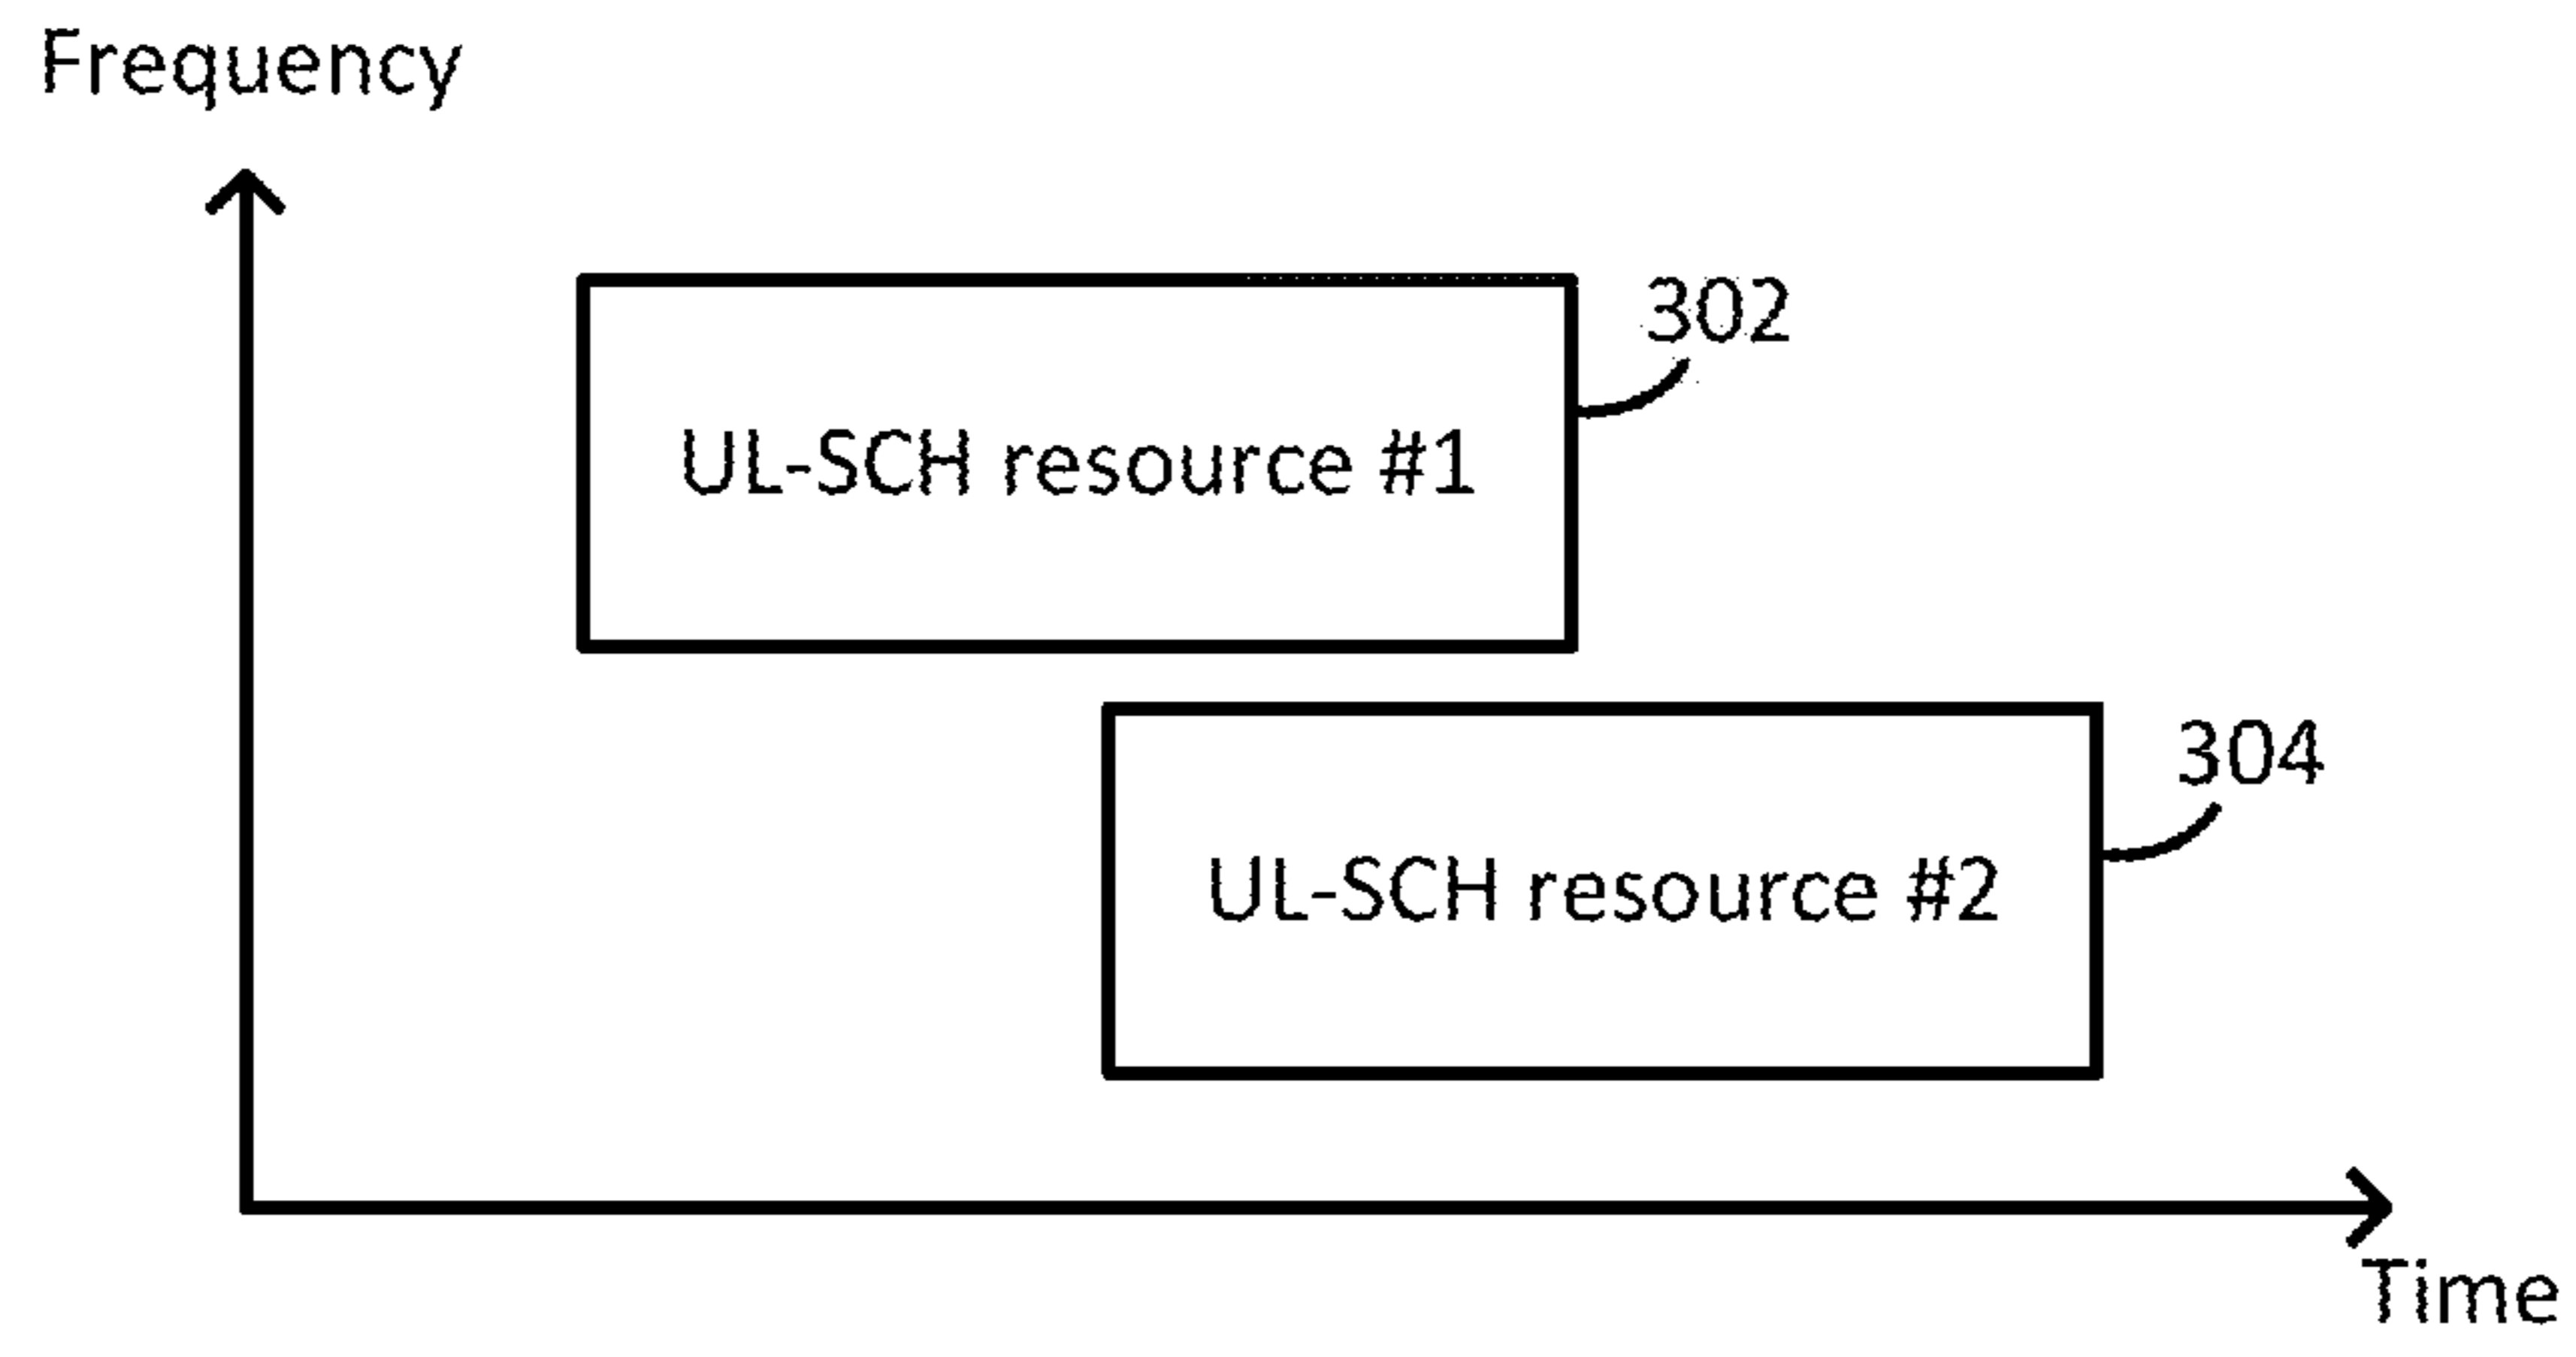 Frequency
302
UL-SCH resource #1
304
UL-SCH resource #2
Time